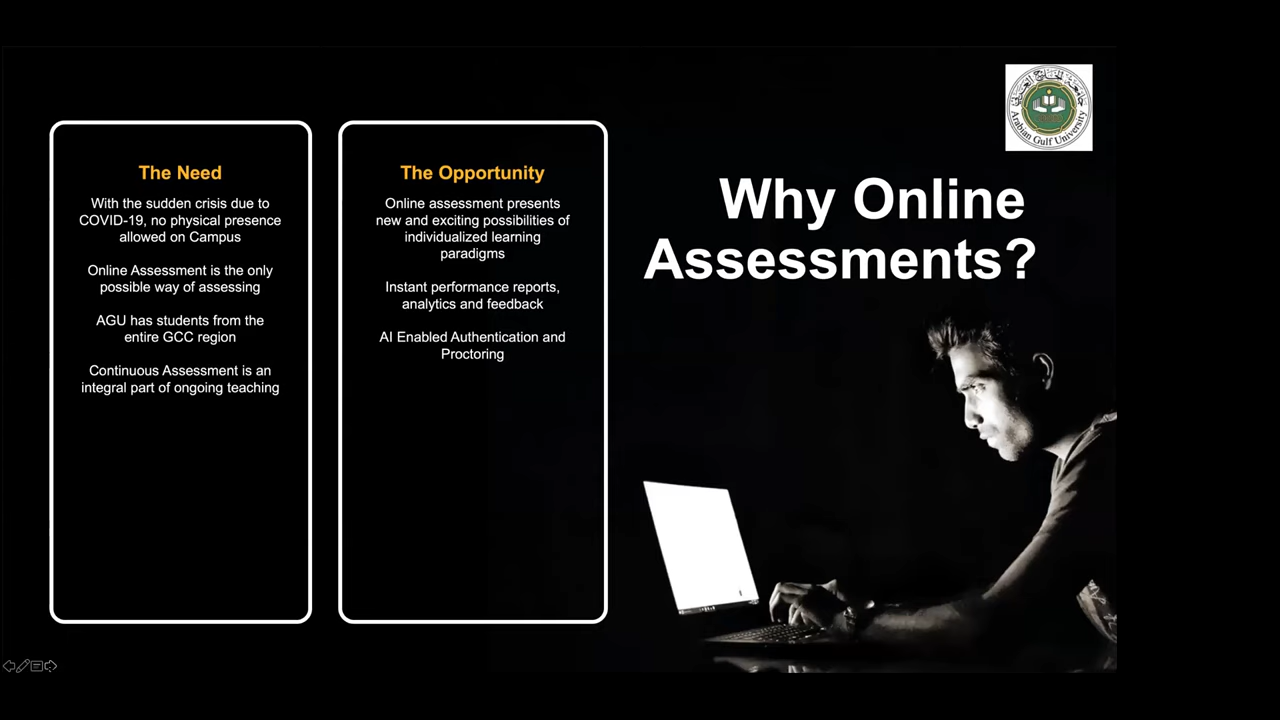 The Need
With the sudden crisis due to
COVID-19, no physical presence
allowed on Campus
Online Assessment is the only
possible way of assessing
AGU has students from the
entire GCC region
Continuous Assessment is an
integral part of ongoing teaching
The Opportunity
Online assessment presents
new and exciting possibilities of
individualized learning
paradigms
Instant performance reports,
analytics and feedback
AI Enabled Authentication and
Proctoring
Why Online
Assessments?
جامعة الخليج العربي
Arabian Gulf University